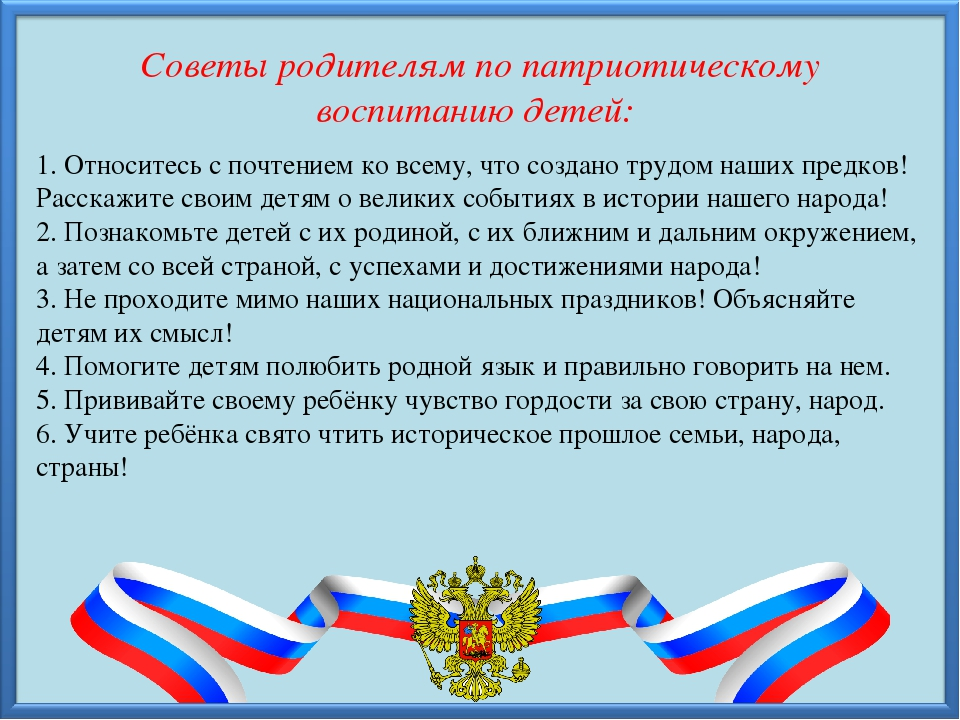 Советы родителям по патриотическому
воспитанию детей:
1. Относитесь с почтением ко всему, что создано трудом наших предков!
Расскажите своим детям о великих событиях в истории нашего народа!
2. Познакомьте детей с их родиной, с их ближним и дальним окружением,
а затем со всей страной, с успехами и достижениями народа!
3. Не проходите мимо наших национальных праздников! Объясняйте
детям их смысл!
4. Помогите детям полюбить родной язык и правильно говорить на нем.
5. Прививайте своему ребёнку чувство гордости за свою страну, народ.
6. Учите ребёнка свято чтить историческое прошлое семьи, народа,
страны!